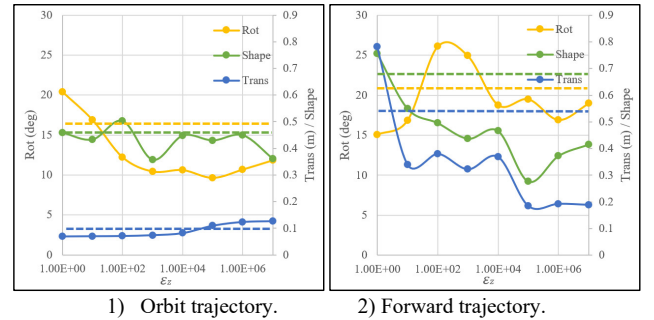 30
25
20
15
10
5
0
Rot (deg)
0.9
0.8
0.7
0.6
0.5
0.4
0.3
0.2
0.1
0
Trans (m) / Shape
Rot
Shape
Trans
1.00E+00 1.00E+02 1.00E+04 1.00E+06
ε_z
1) Orbit trajectory.
30
25
20
15
10
5
0
Rot (deg)
0.9
0.8
0.7
0.6
0.5
0.4
0.3
0.2
0.1
0
Trans (m) / Shape
Rot
Shape
Trans
1.00E+00 1.00E+02 1.00E+04 1.00E+06
ε_z
2) Forward trajectory.